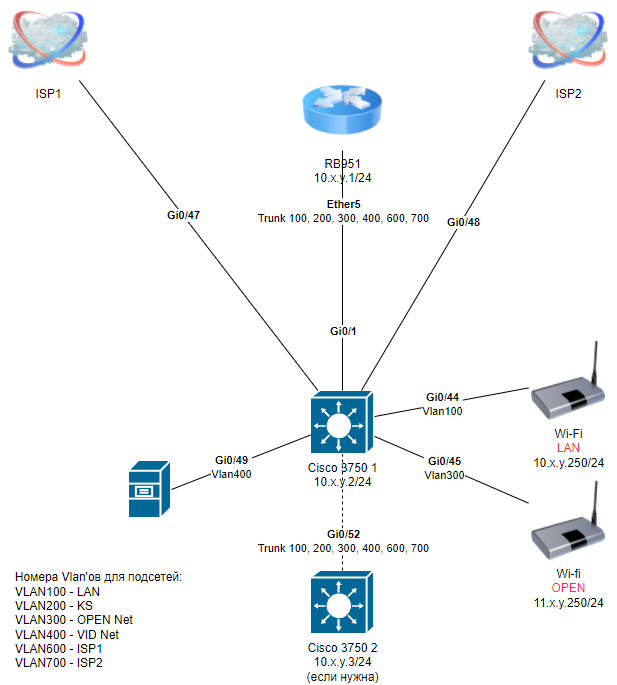 ISP1
ISP2
RB951
10.x.y.1/24
Ether5
Trunk 100, 200, 300, 400, 600, 700
Gi0/47
Gi0/48
Gi0/1
Gi0/44
Vlan100
Wi-Fi
LAN
10.x.y.250/24
Gi0/49
Vlan400
Cisco 3750 1
10.x.y.2/24
Gi0/45
Vlan300
Gi0/52
Trunk 100, 200, 300, 400, 600, 700
Wi-fi
OPEN
11.x.y.250/24
Номера Vlan'ов для подсетей:
VLAN100 - LAN
VLAN200 - KS
VLAN300 - OPEN Net
VLAN400 - VID Net
VLAN600 - ISP1
VLAN700 - ISP2
Cisco 3750 2
10.x.y.3/24
(если нужна)